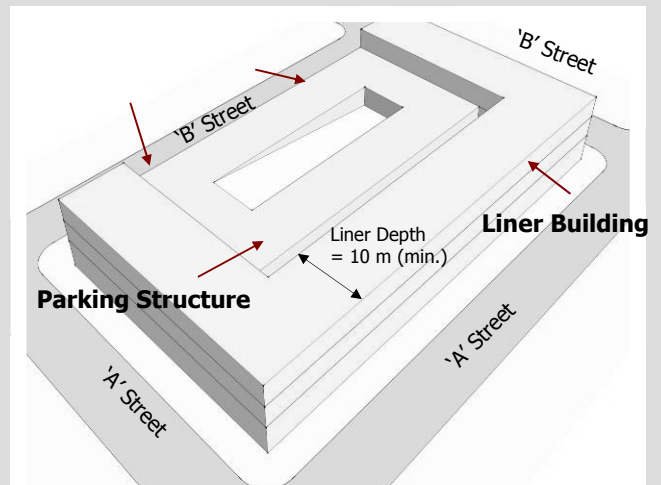 ‘B’ Street
‘B’ Street
Liner Depth
= 10 m (min.)
Liner Building
Parking Structure
‘A’ Street
‘A’ Street